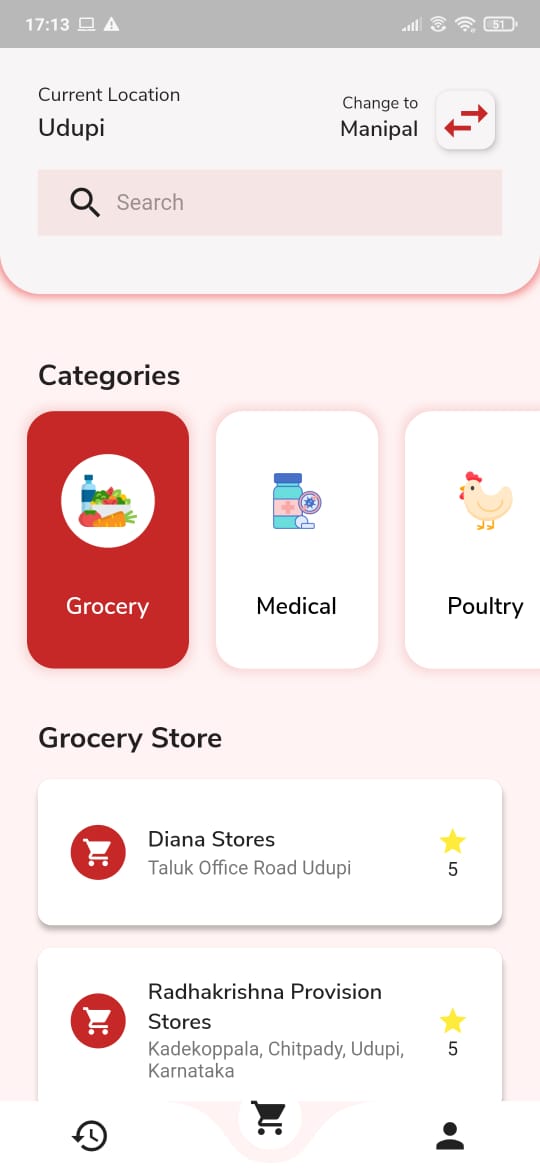 17:13
51
Current Location
Udupi
Change to
Manipal
Search
Categories
Grocery
Medical
Poultry
Grocery Store
Diana Stores
Taluk Office Road Udupi
5
Radhakrishna Provision
Stores
Kadekoppala, Chitpady, Udupi,
Karnataka
5